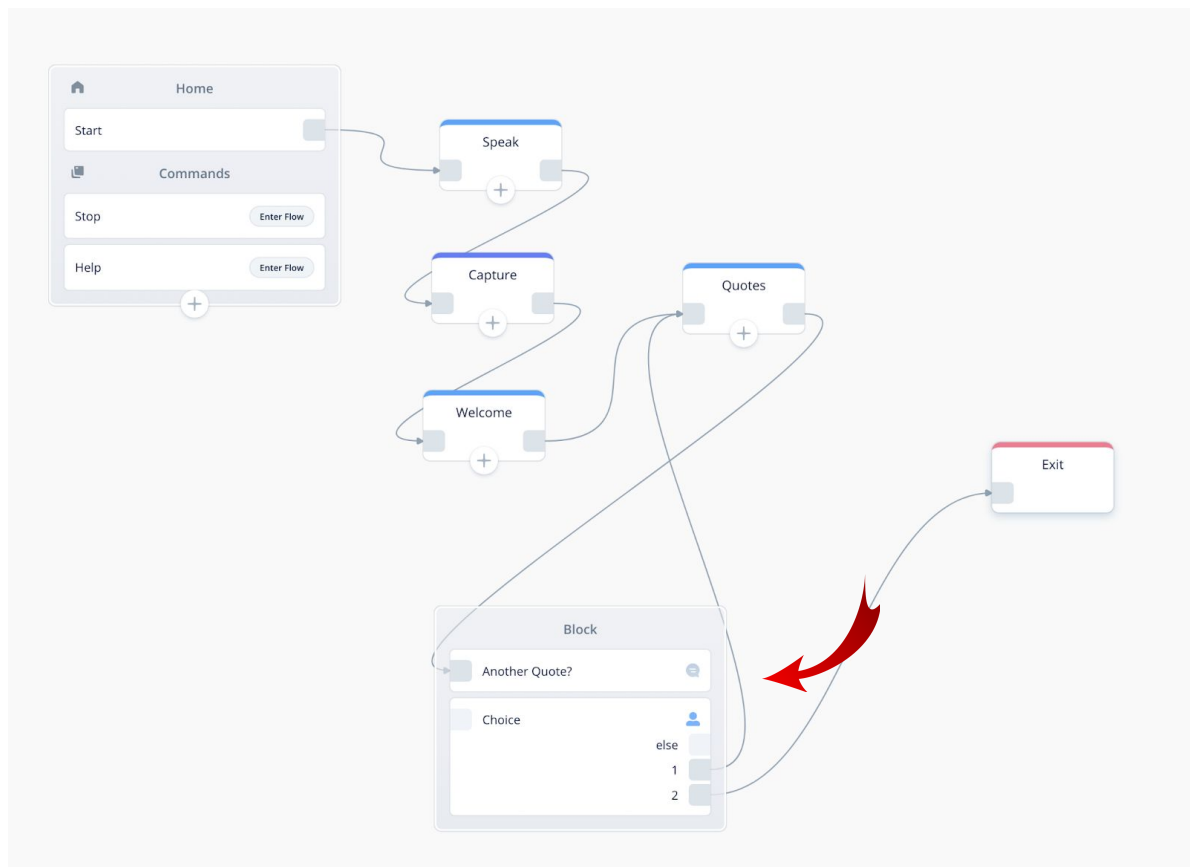 Home
Start
Commands
Stop
Enter Flow
Help
Enter Flow
Speak
Capture
Welcome
Quotes
Exit
Block
Another Quote?
Choice
else
1
2